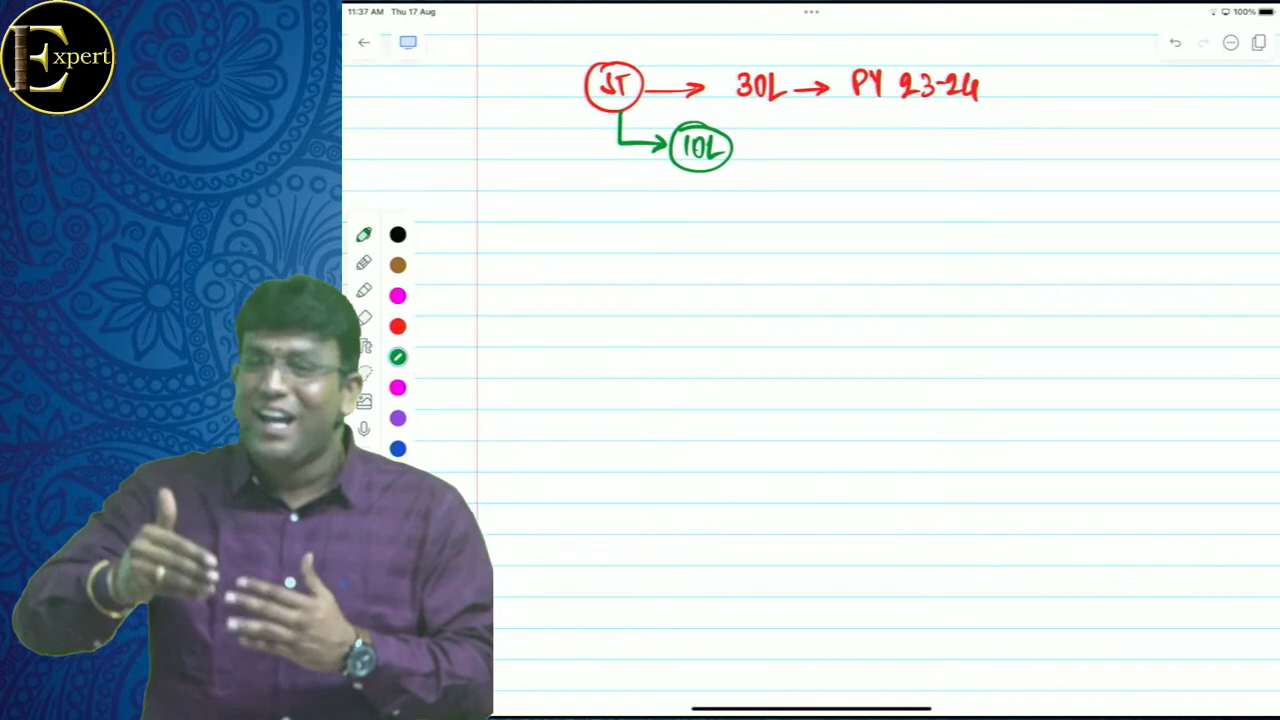 Expert
11:37 AM Thu 17 Aug
100%
JT → 30L → PY 23-24
10L